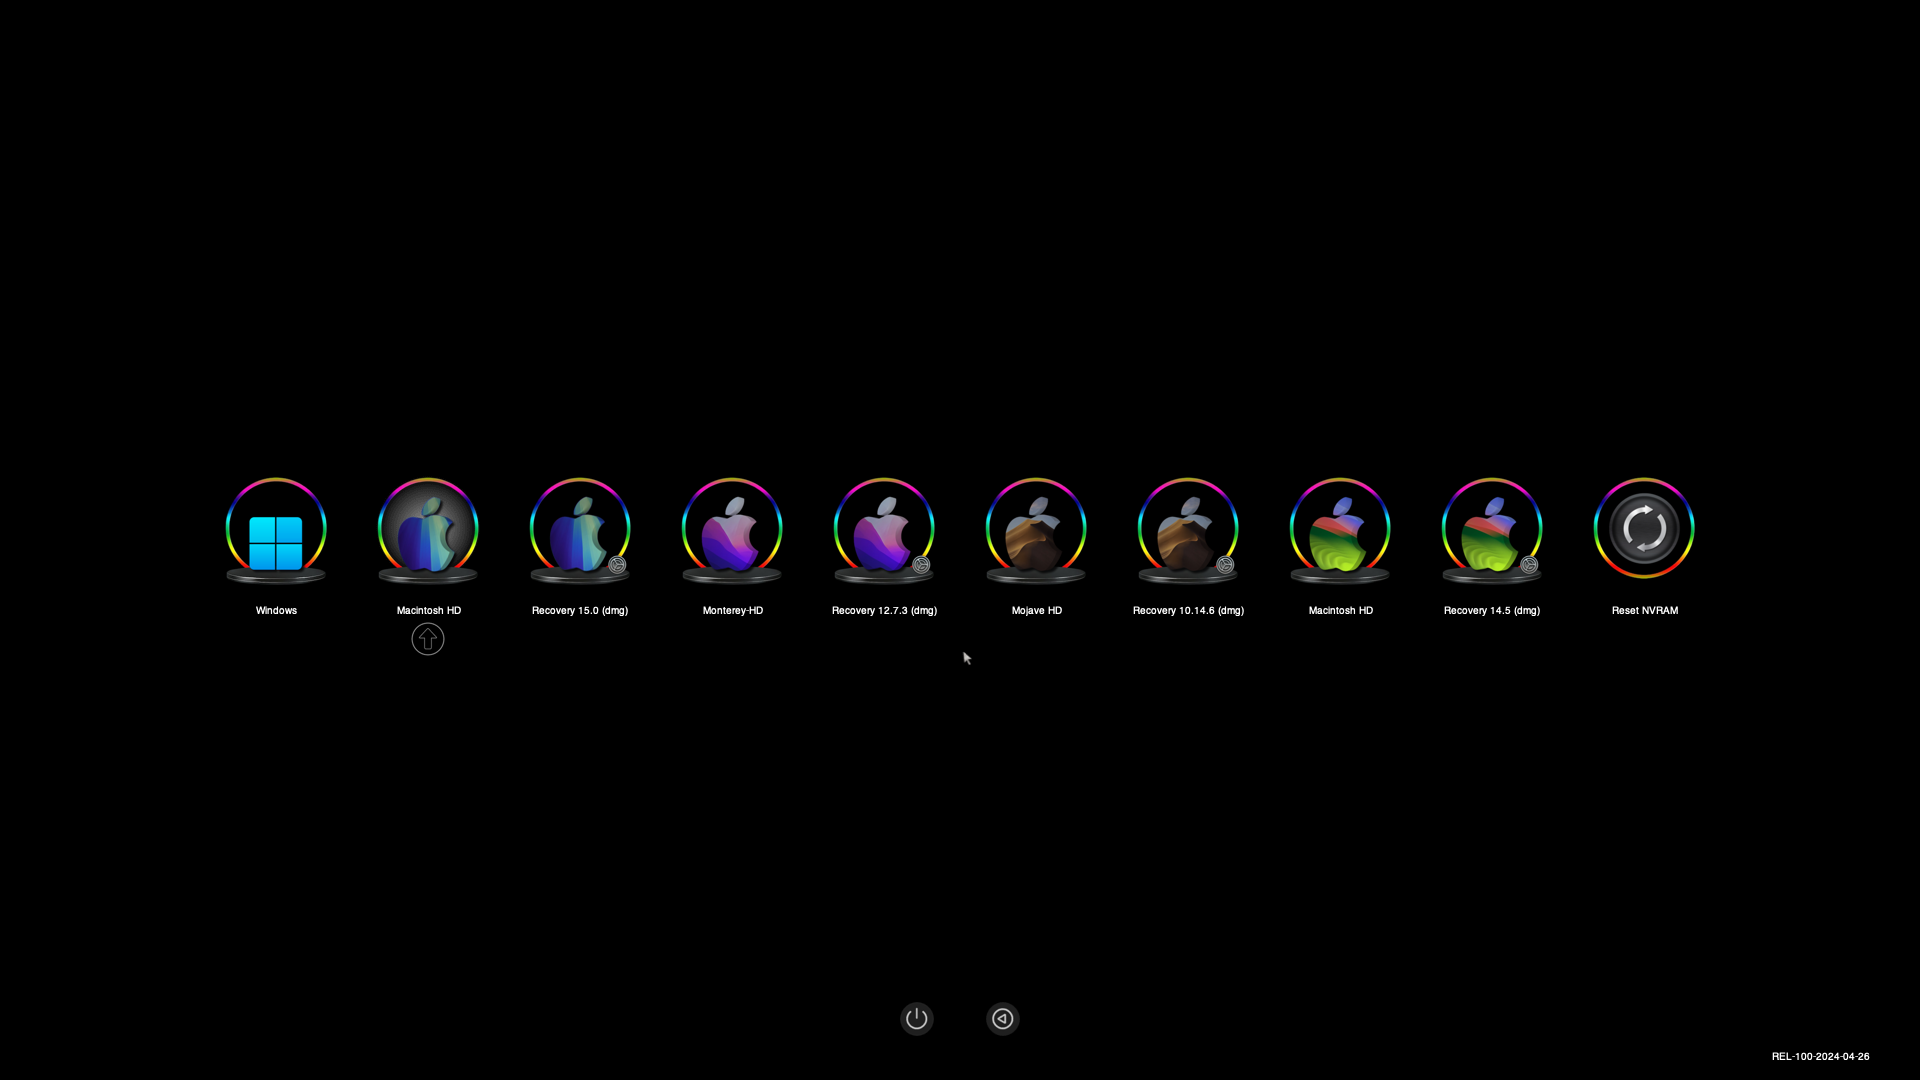 Windows
Macintosh HD
Recovery 15.0 (dmg)
Monterey-HD
Recovery 12.7.3 (dmg)
Mojave HD
Recovery 10.14.6 (dmg)
Macintosh HD
Recovery 14.5 (dmg)
Reset NVRAM
REL-100-2024-04-26